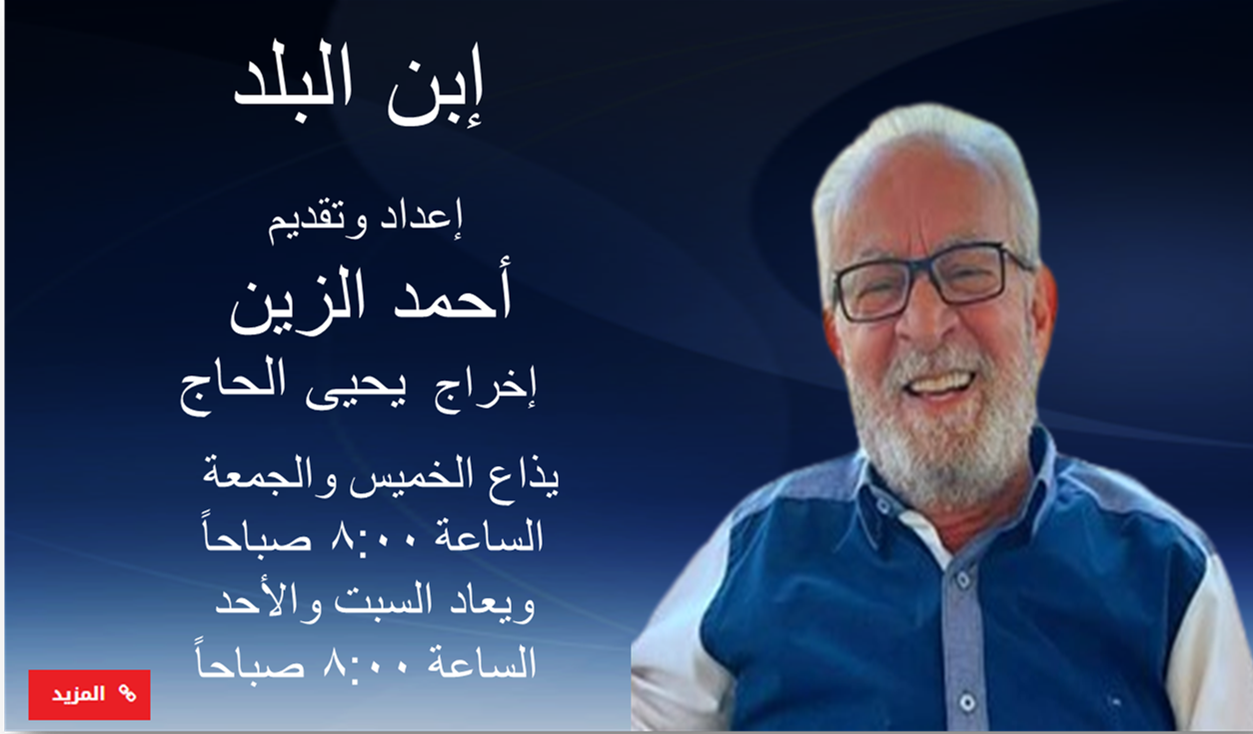 إبن البلد
إعداد وتقديم
أحمد الزين
إخراج يحيى الحاج
يذاع الخميس والجمعة
الساعة ٨:٠٠ صباحاً
ويعاد السبت والأحد
الساعة ٨:٠٠ صباحاً
المزيد